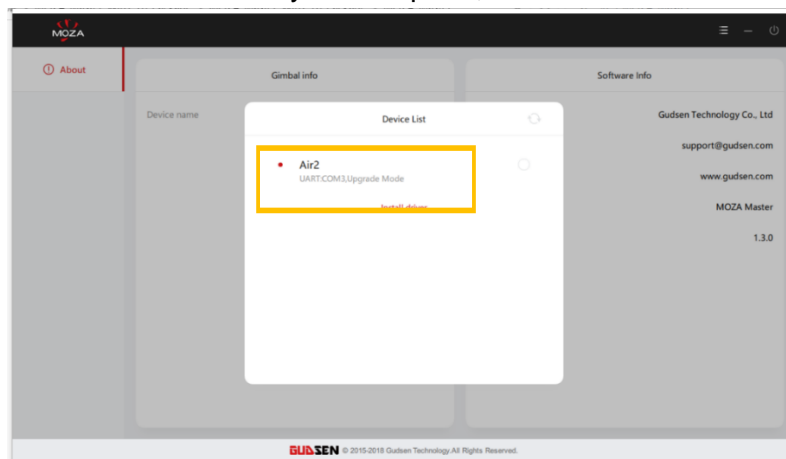 MOZA
About
Gimbal info
Software Info
Device name
Gudsen Technology Co., Ltd
Device List
support@gudsen.com
Air2
UART:COM3,Upgrade Mode
www.gudsen.com
Install driver
MOZA Master
1.3.0
GUDSEN © 2015-2018 Gudsen Technology.All Rights Reserved.